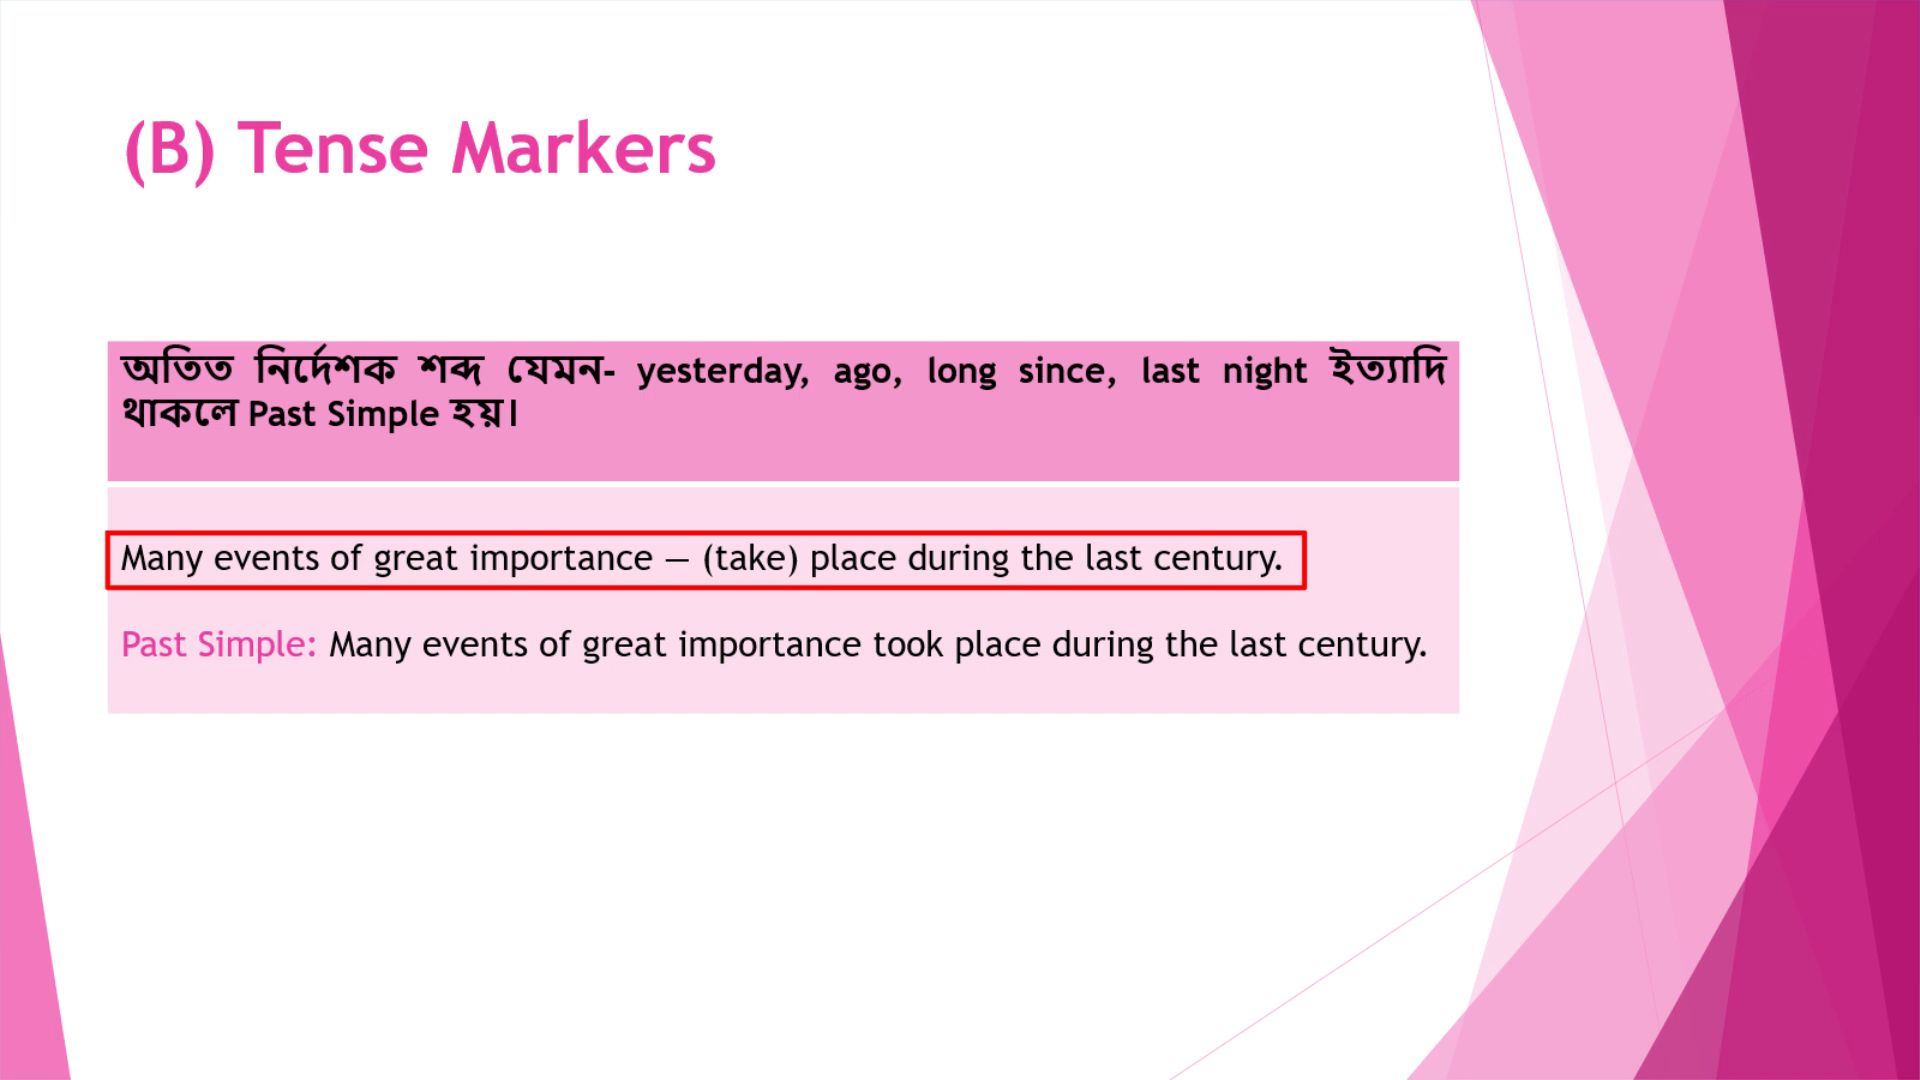 (B) Tense Markers
অতিত নির্দেশক শব্দ যেমন- yesterday, ago, long since, last night ইত্যাদি
থাকলে Past Simple হয়।
Many events of great importance — (take) place during the last century.
Past Simple: Many events of great importance took place during the last century.